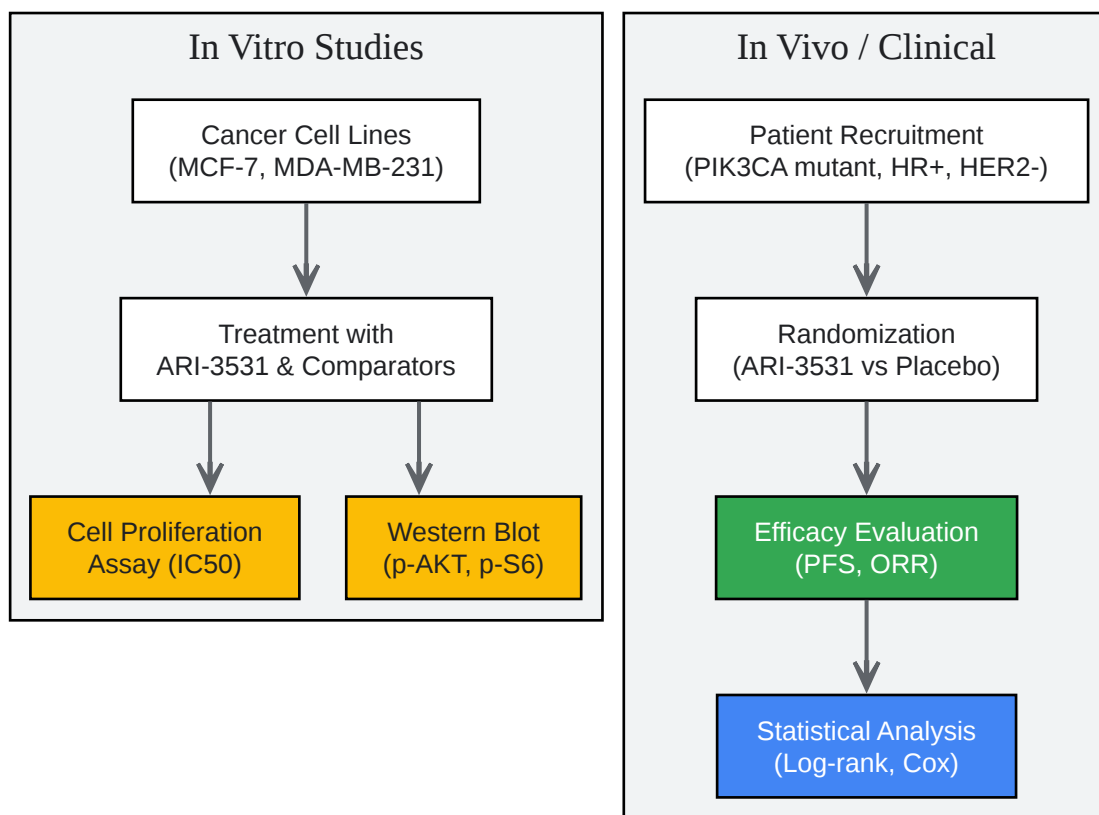 In Vitro Studies
Cancer Cell Lines
(MCF-7, MDA-MB-231)
Treatment with
ARI-3531 & Comparators
Cell Proliferation
Assay (IC50)
Western Blot
(p-AKT, p-S6)
In Vivo / Clinical
Patient Recruitment
(PIK3CA mutant, HR+, HER2-)
Randomization
(ARI-3531 vs Placebo)
Efficacy Evaluation
(PFS, ORR)
Statistical Analysis
(Log-rank, Cox)